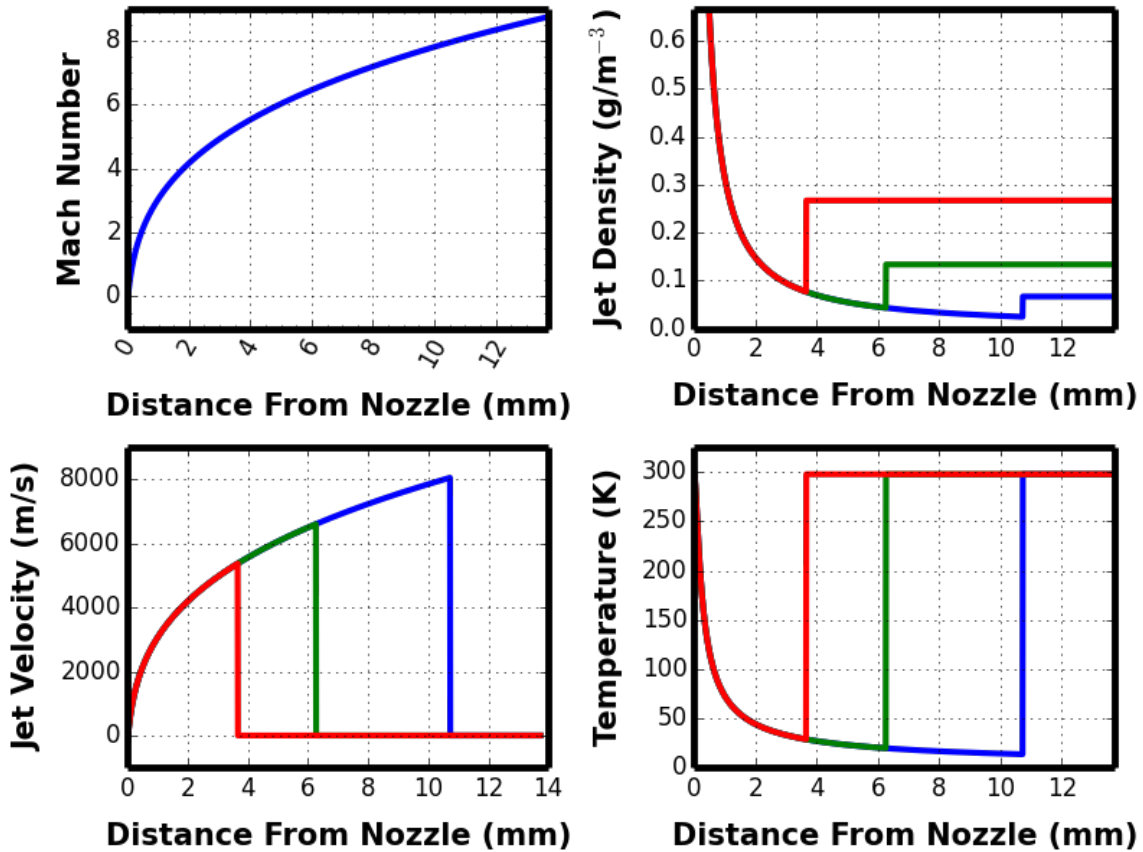 Mach Number
8
6
4
2
0
0 2 4 6 8 10 12
Distance From Nozzle (mm)
Jet Density (g/m⁻³)
0.6
0.5
0.4
0.3
0.2
0.1
0.0
0 2 4 6 8 10 12
Distance From Nozzle (mm)
Jet Velocity (m/s)
8000
6000
4000
2000
0
0 2 4 6 8 10 12 14
Distance From Nozzle (mm)
Temperature (K)
300
250
200
150
100
50
0
0 2 4 6 8 10 12
Distance From Nozzle (mm)